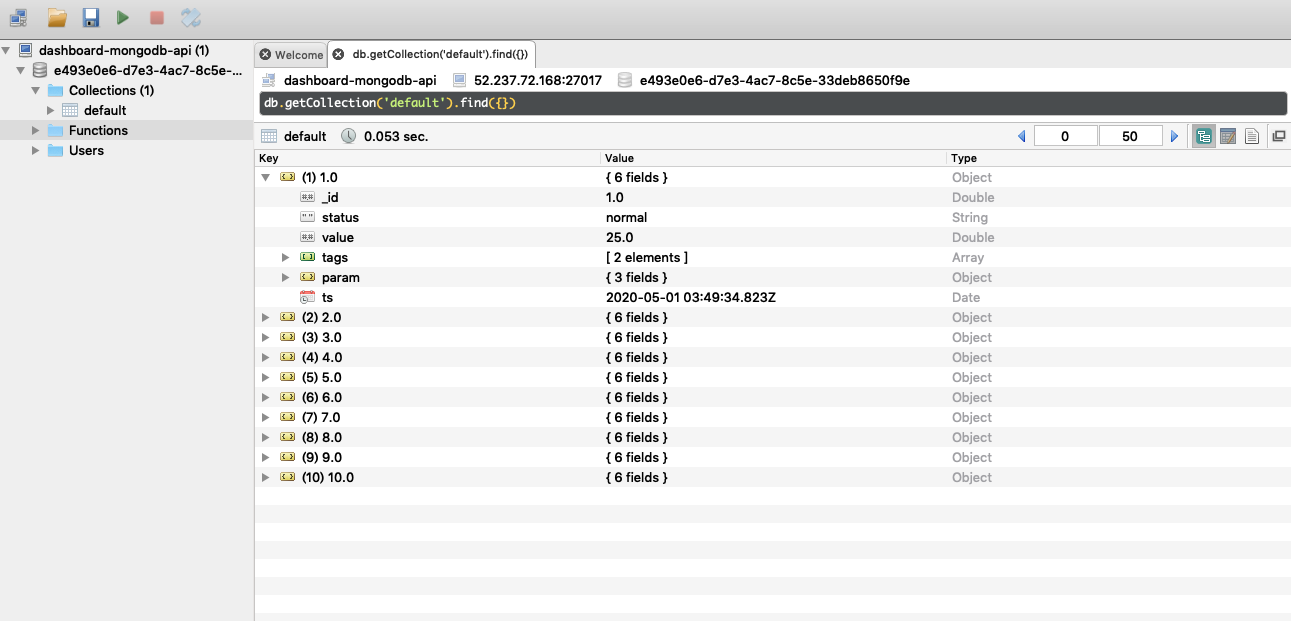 dashboard-mongodb-api (1)
e493e0e6-d7e3-4ac7-8c5e-...
Collections (1)
default
Functions
Users
Welcome
db.getCollection('default').find({})
dashboard-mongodb-api 52.237.72.168:27017 e493e0e6-d7e3-4ac7-8c5e-33deb8650f9e
db.getCollection('default').find({})
default 0.053 sec. 0 50
Key Value Type
(1) 1.0 { 6 fields } Object
_id 1.0 Double
status normal String
value 25.0 Double
tags [ 2 elements ] Array
param { 3 fields } Object
ts 2020-05-01 03:49:34.823Z Date
(2) 2.0 { 6 fields } Object
(3) 3.0 { 6 fields } Object
(4) 4.0 { 6 fields } Object
(5) 5.0 { 6 fields } Object
(6) 6.0 { 6 fields } Object
(7) 7.0 { 6 fields } Object
(8) 8.0 { 6 fields } Object
(9) 9.0 { 6 fields } Object
(10) 10.0 { 6 fields } Object